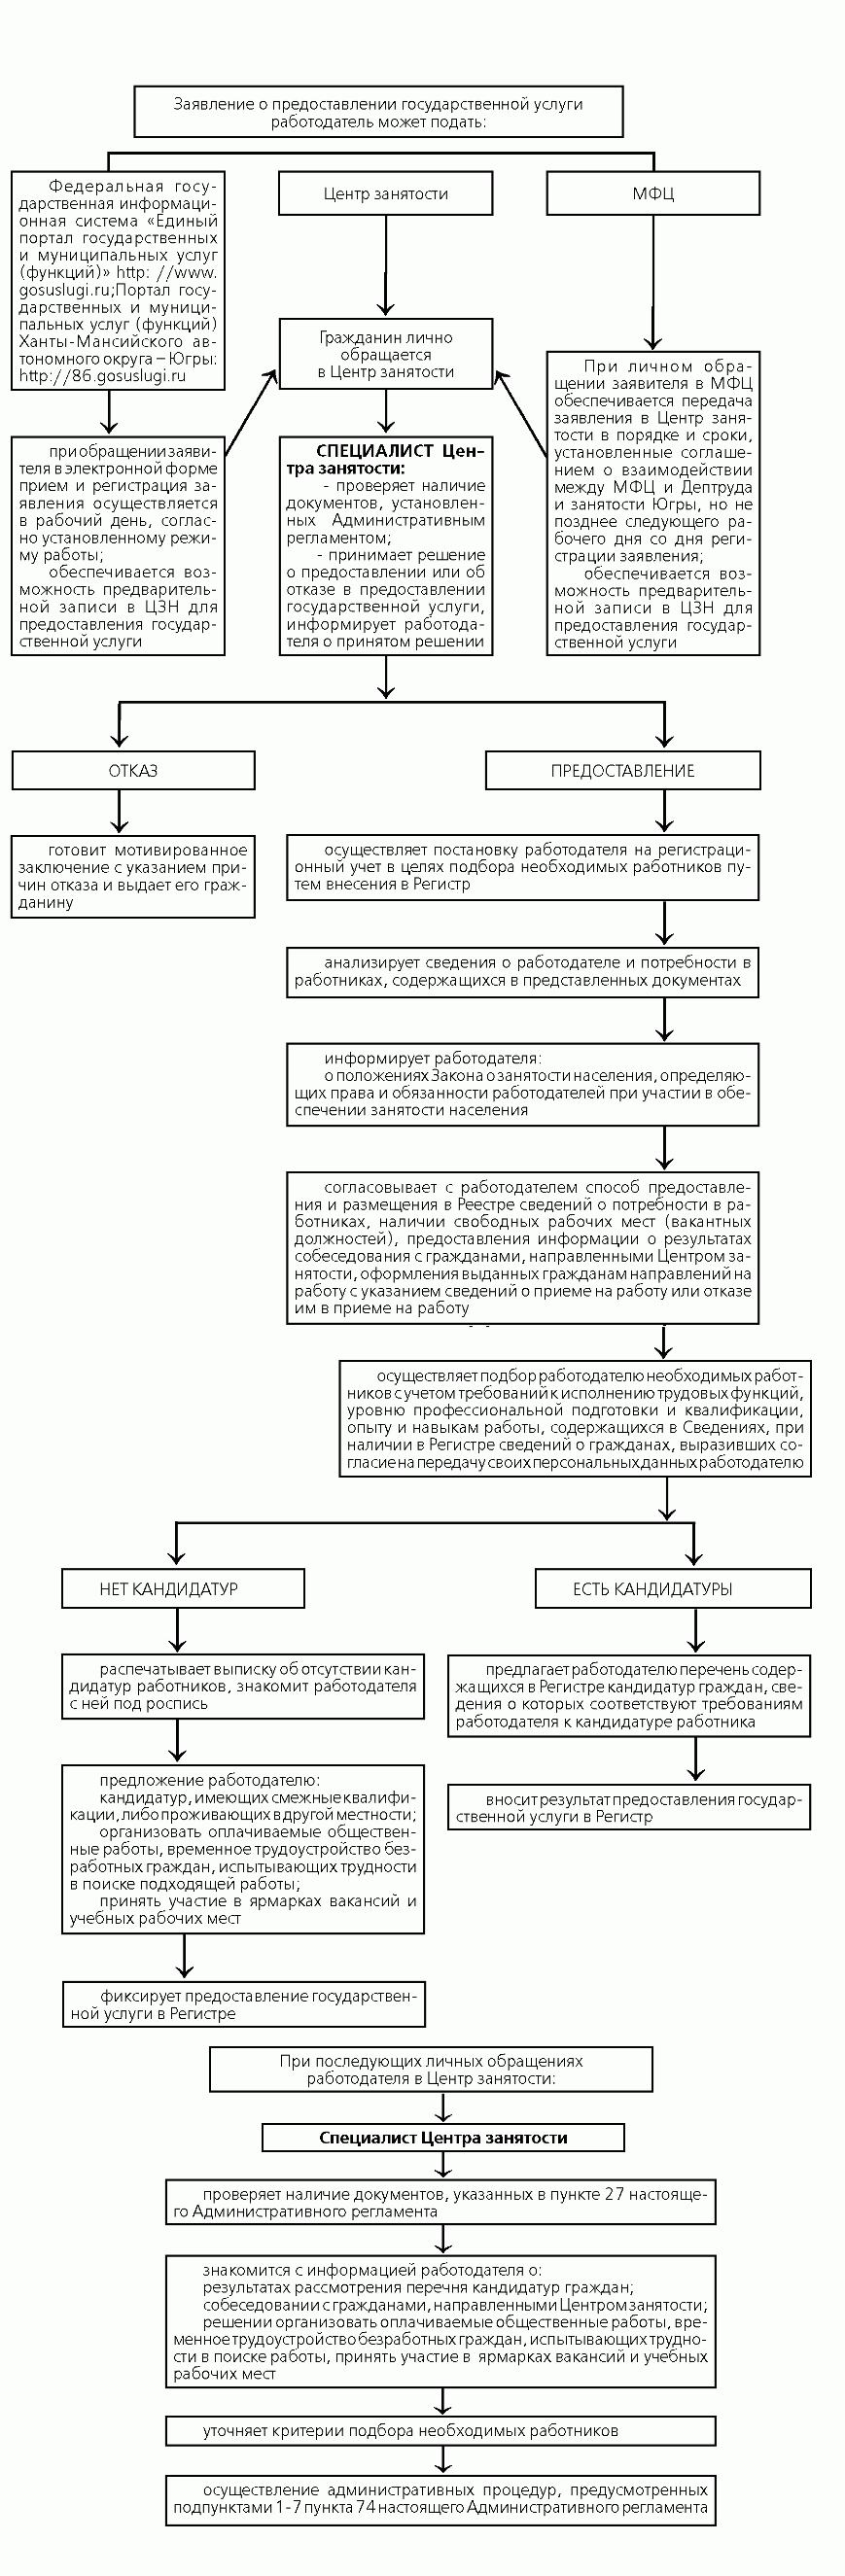 Заявление о предоставлении государственной услуги
работодатель может подать:
Федеральная госу-
дарственная информаци-
онная система «Единый
портал государственных
и муниципальных услуг
(функций)» http: //www.
gosuslugi.ru;Портал госу-
дарственных и муници-
пальных услуг (функций)
Ханты-Мансийского ав-
тономного округа – Югры:
http://86.gosuslugi.ru
Центр занятости
МФЦ
Гражданин лично
обращается
в Центр занятости
При личном обра-
щении заявителя в МФЦ
обеспечивается передача
заявления в Центр заня-
тости в порядке и сроки,
установленные соглаше-
нием о взаимодействии
между МФЦ и Дептруда
и занятости Югры, но не
позднее следующего ра-
бочего дня со дня реги-
страции заявления;
обеспечивается воз-
можность предваритель-
ной записи в ЦЗН для
предоставления государ-
ственной услуги
при обращении заяви-
теля в электронной форме
прием и регистрация за-
явления осуществляется
в рабочий день, соглас-
но установленному режи-
му работы;
обеспечивается воз-
можность предваритель-
ной записи в ЦЗН для
предоставления государ-
ственной услуги
СПЕЦИАЛИСТ Цен-
тра занятости:
- проверяет наличие
документов, установлен-
ных Административным
регламентом;
- принимает решение
о предоставлении или об
отказе в предоставлении
государственной услуги,
информирует работода-
теля о принятом решении
ОТКАЗ
ПРЕДОСТАВЛЕНИЕ
готовит мотивированное
заключение с указанием при-
чин отказа и выдает его граж-
данину
осуществляет постановку работодателя на регистраци-
онный учет в целях подбора необходимых работников пу-
тем внесения в Регистр
анализирует сведения о работодателе и потребности в
работниках, содержащихся в представленных документах
информирует работодателя:
о положениях Закона о занятости населения, определяю-
щих права и обязанности работодателей при участии в обе-
спечении занятости населения
согласовывает с работодателем способ предоставле-
ния и размещения в Реестре сведений о потребности в ра-
ботниках, наличии свободных рабочих мест (вакантных
должностей), предоставления информации о результатах
собеседования с гражданами, направленными Центром за-
нятости, оформления выданных гражданам направлений на
работу с указанием сведений о приеме на работу или отказе
им в приеме на работу
осуществляет подбор работодателю необходимых работ-
ников с учетом требований к исполнению трудовых функций,
уровню профессиональной подготовки и квалификации,
опыту и навыкам работы, содержащихся в Сведениях, при
наличии в Регистре сведений о гражданах, выразивших со-
гласие на передачу своих персональных данных работодателю
НЕТ КАНДИДАТУР
ЕСТЬ КАНДИДАТУРЫ
распечатывает выписку об отсутствии кан-
дидатур работников, знакомит работодателя
с ней под роспись
предлагает работодателю перечень содер-
жащихся в Регистре кандидатур граждан, све-
дения о которых соответствуют требованиям
работодателя к кандидатуре работника
предложение работодателю:
кандидатур, имеющих смежные квалифи-
кации, либо проживающих в другой местности;
организовать оплачиваемые обществен-
ные работы, временное трудоустройство без-
работных граждан, испытывающих трудности
в поиске подходящей работы;
принять участие в ярмарках вакансий и
учебных рабочих мест
вносит результат предоставления государ-
ственной услуги в Регистр
фиксирует предоставление государствен-
ной услуги в Регистре
При последующих личных обращениях
работодателя в Центр занятости:
Специалист Центра занятости
проверяет наличие документов, указанных в пункте 27 настояще-
го Административного регламента
знакомится с информацией работодателя о:
результатах рассмотрения перечня кандидатур граждан;
собеседовании с гражданами, направленными Центром занятости;
решении организовать оплачиваемые общественные работы, вре-
менное трудоустройство безработных граждан, испытывающих трудно-
сти в поиске работы, принять участие в ярмарках вакансий и учебных
рабочих мест
уточняет критерии подбора необходимых работников
осуществление административных процедур, предусмотренных
подпунктами 1-7 пункта 74 настоящего Административного регламента